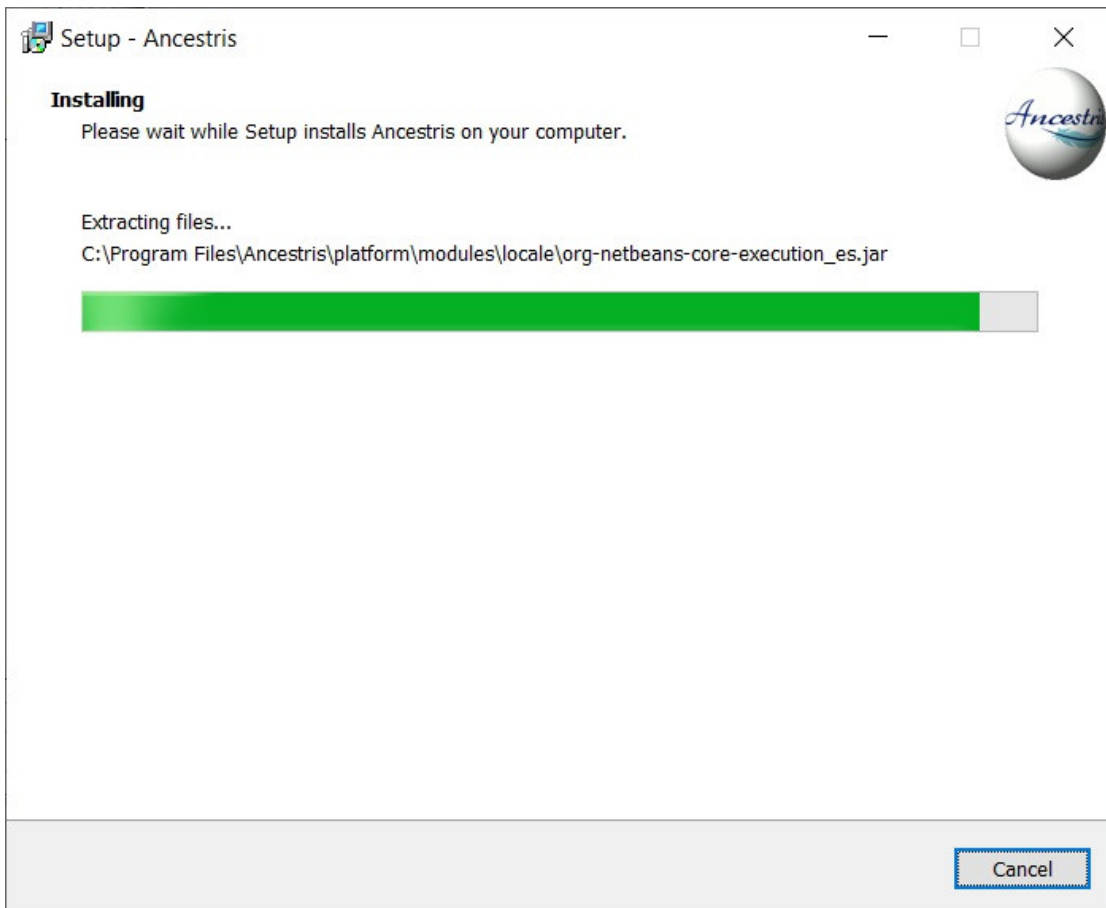 Setup - Ancestris
Installing
Please wait while Setup installs Ancestris on your computer.
Ancestri
Extracting files...
C:\Program Files\Ancestris\platform\modules\locale\org-netbeans-core-execution_es.jar
Cancel